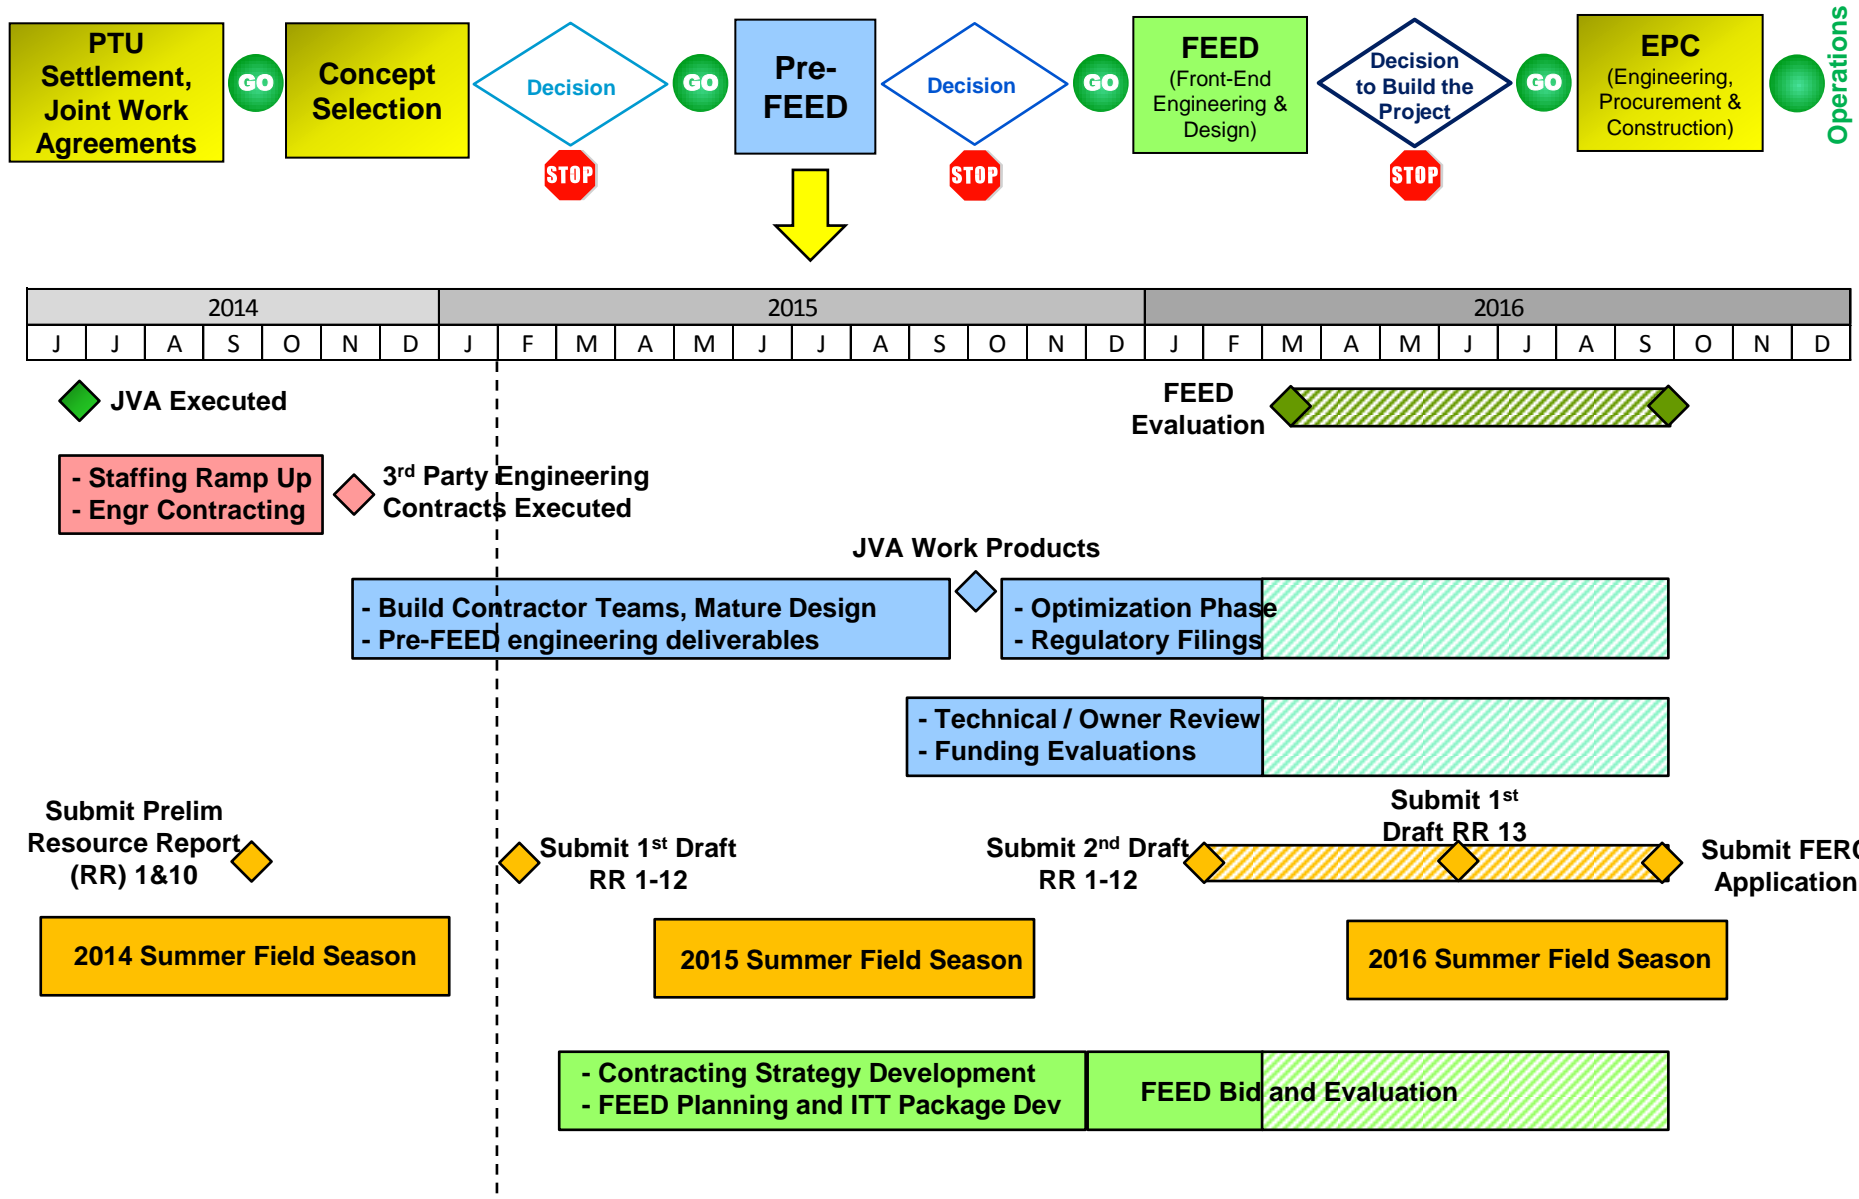 PTU
Settlement,
Joint Work
Agreements
GO
Concept
Selection
Decision
STOP
GO
Pre-
FEED
Decision
STOP
GO
FEED
(Front-End
Engineering &
Design)
Decision
to Build the
Project
STOP
GO
EPC
(Engineering,
Procurement &
Construction)
Operations
2014 2015 2016
J J A S O N D J F M A M J J A S O N D J F M A M J J A S O N D
JVA Executed
FEED
Evaluation
- Staffing Ramp Up
- Engr Contracting
3rd Party Engineering
Contracts Executed
JVA Work Products
- Build Contractor Teams, Mature Design
- Pre-FEED engineering deliverables
- Optimization Phase
- Regulatory Filings
- Technical / Owner Review
- Funding Evaluations
Submit Prelim
Resource Report
(RR) 1&10
Submit 1st Draft
RR 1-12
Submit 2nd Draft
RR 1-12
Submit 1st
Draft RR 13
Submit FERC
Application
2014 Summer Field Season
2015 Summer Field Season
2016 Summer Field Season
- Contracting Strategy Development
- FEED Planning and ITT Package Dev
FEED Bid and Evaluation